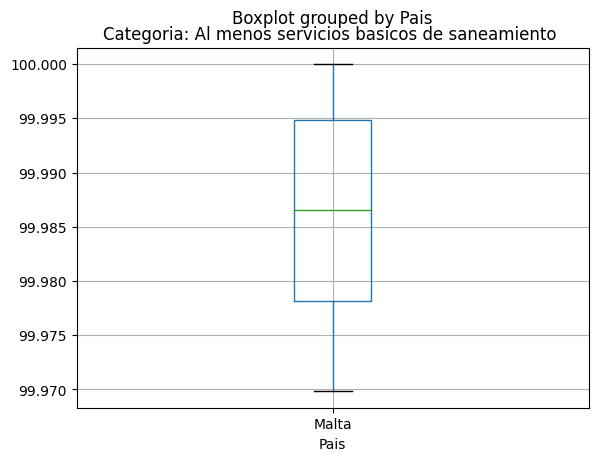 Boxplot grouped by Pais
Categoria: Al menos servicios basicos de saneamiento
100.000
99.995
99.990
99.985
99.980
99.975
99.970
Malta
Pais